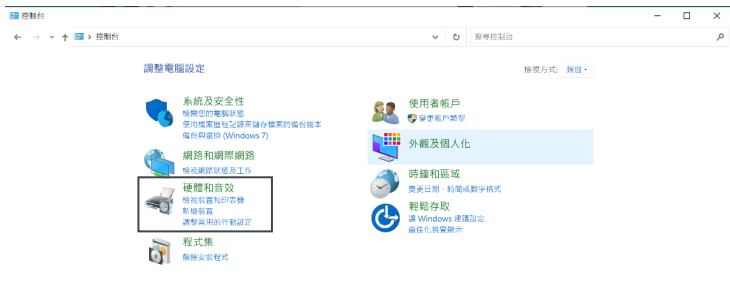 控制台
控制台
搜尋控制台
調整電腦設定
檢視方式: 類別
系統及安全性
檢閱您的電腦狀態
使用檔案歷程記錄來儲存檔案的備份複本
備份與還原 (Windows 7)
網路和網際網路
檢視網路狀態及工作
硬體和音效
檢視裝置和印表機
新增裝置
調整常用的行動設定
程式集
解除安裝程式
使用者帳戶
變更帳戶類型
外觀及個人化
時鐘和區域
變更日期、時間或數字格式
輕鬆存取
讓 Windows 建議設定
最佳化視覺顯示